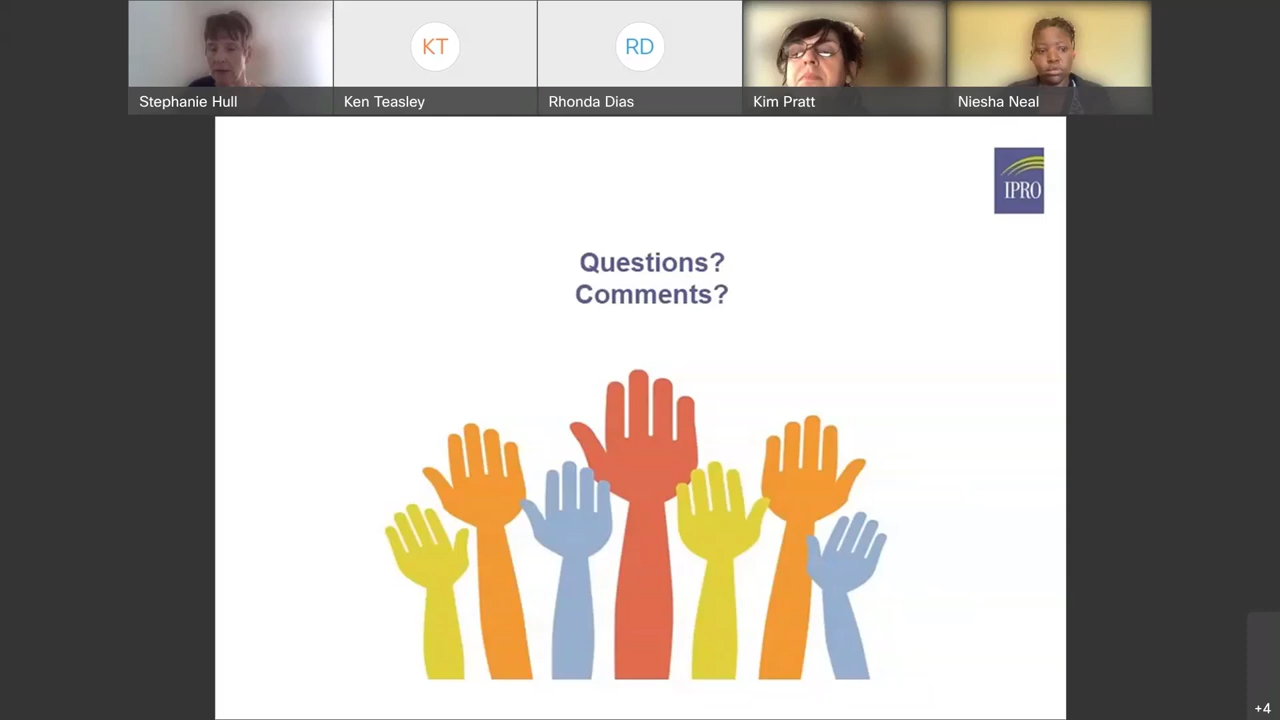 KT
RD
Stephanie Hull
Ken Teasley
Rhonda Dias
Kim Pratt
Niesha Neal
IPRO
Questions?
Comments?
+4